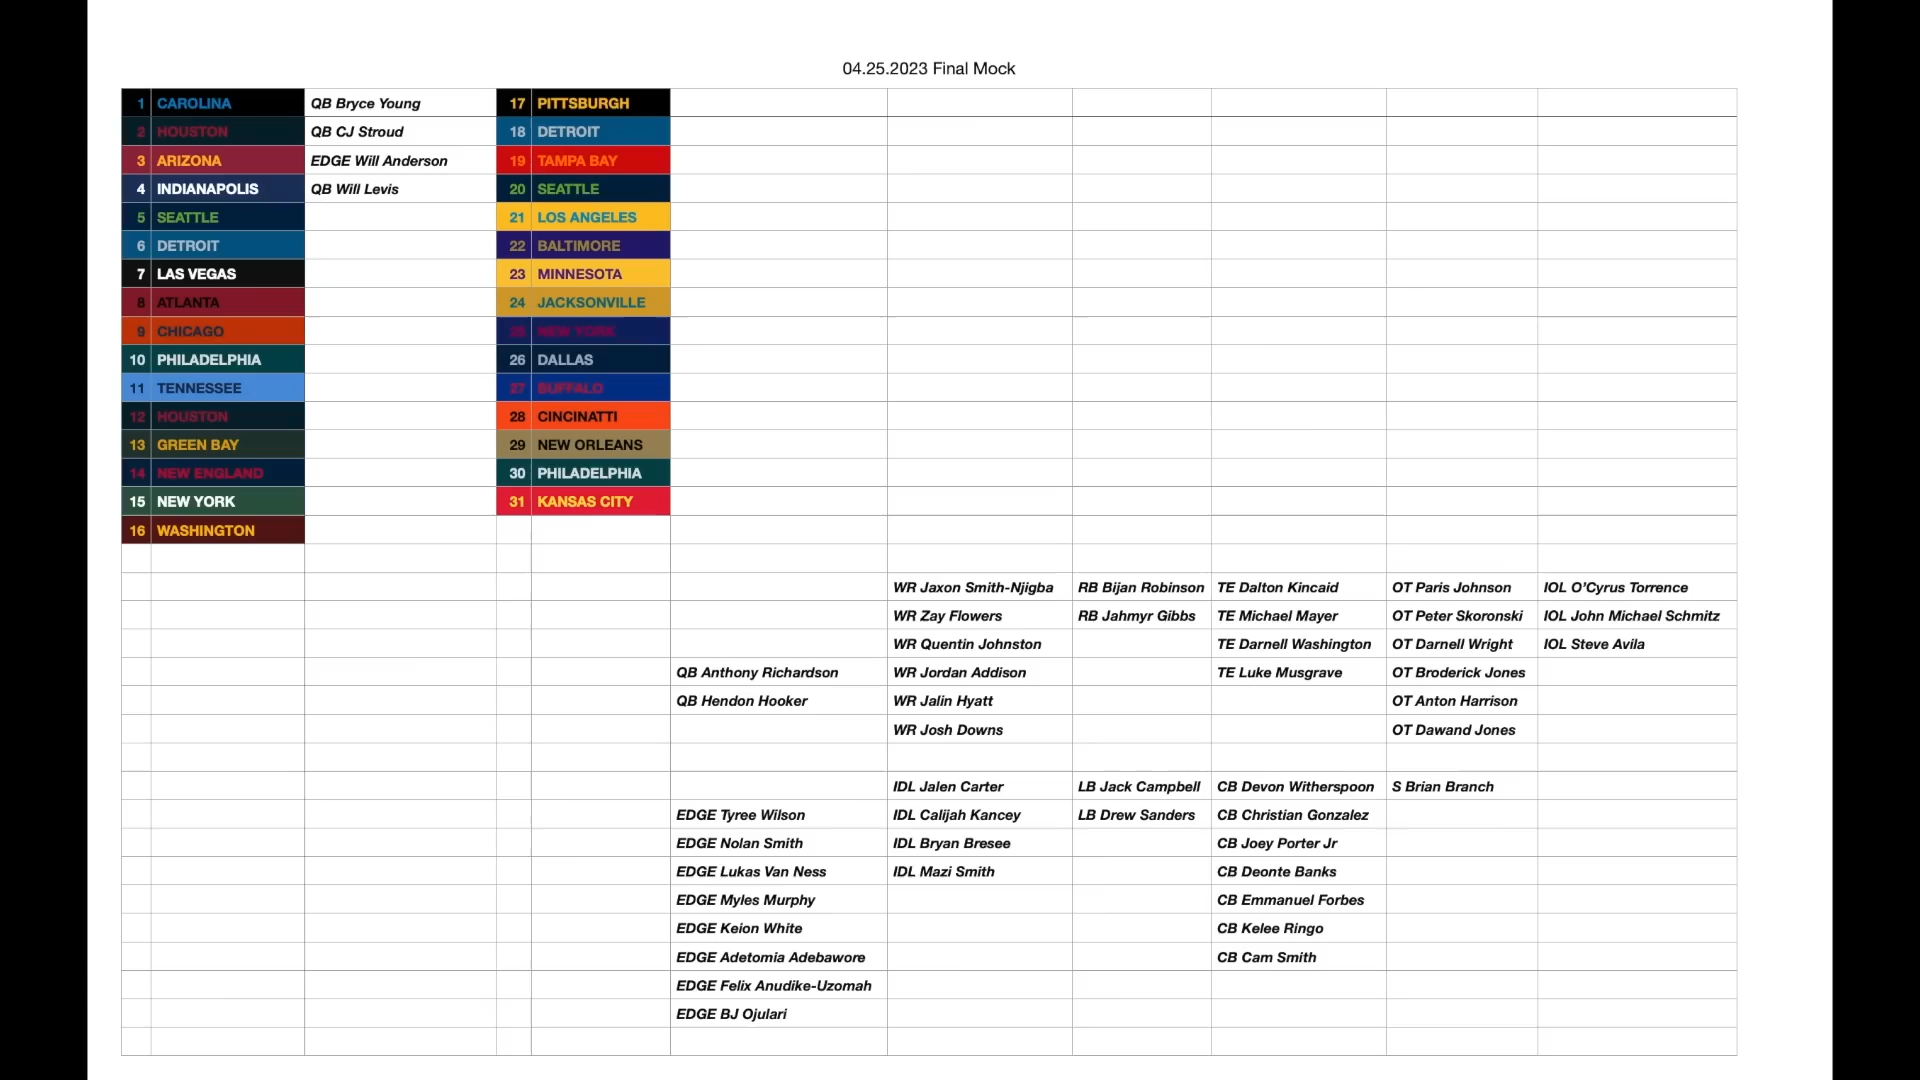 04.25.2023 Final Mock
1 CAROLINA QB Bryce Young 17 PITTSBURGH
2 HOUSTON QB CJ Stroud 18 DETROIT
3 ARIZONA EDGE Will Anderson 19 TAMPA BAY
4 INDIANAPOLIS QB Will Levis 20 SEATTLE
5 SEATTLE 21 LOS ANGELES
6 DETROIT 22 BALTIMORE
7 LAS VEGAS 23 MINNESOTA
8 ATLANTA 24 JACKSONVILLE
9 CHICAGO 25 NEW YORK
10 PHILADELPHIA 26 DALLAS
11 TENNESSEE 27 BUFFALO
12 HOUSTON 28 CINCINATTI
13 GREEN BAY 29 NEW ORLEANS
14 NEW ENGLAND 30 PHILADELPHIA
15 NEW YORK 31 KANSAS CITY
16 WASHINGTON
WR Jaxon Smith-Njigba RB Bijan Robinson TE Dalton Kincaid OT Paris Johnson IOL O'Cyrus Torrence
WR Zay Flowers RB Jahmyr Gibbs TE Michael Mayer OT Peter Skoronski IOL John Michael Schmitz
WR Quentin Johnston TE Darnell Washington OT Darnell Wright IOL Steve Avila
QB Anthony Richardson WR Jordan Addison TE Luke Musgrave OT Broderick Jones
QB Hendon Hooker WR Jalin Hyatt OT Anton Harrison
WR Josh Downs OT Dawand Jones
IDL Jalen Carter LB Jack Campbell CB Devon Witherspoon S Brian Branch
EDGE Tyree Wilson IDL Calijah Kancey LB Drew Sanders CB Christian Gonzalez
EDGE Nolan Smith IDL Bryan Bresee CB Joey Porter Jr
EDGE Lukas Van Ness IDL Mazi Smith CB Deonte Banks
EDGE Myles Murphy CB Emmanuel Forbes
EDGE Keion White CB Kelee Ringo
EDGE Adetomia Adebawore CB Cam Smith
EDGE Felix Anudike-Uzomah
EDGE BJ Ojulari